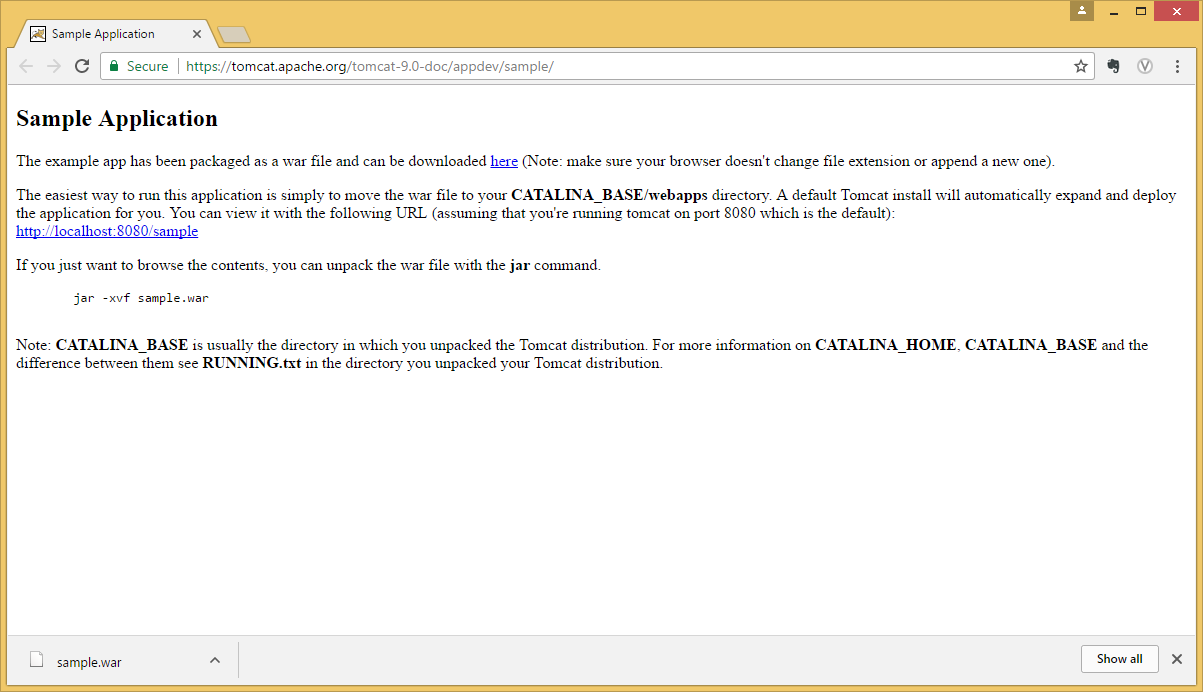 Sample Application
Secure https://tomcat.apache.org/tomcat-9.0-doc/appdev/sample/
Sample Application
The example app has been packaged as a war file and can be downloaded here (Note: make sure your browser doesn't change file extension or append a new one).
The easiest way to run this application is simply to move the war file to your CATALINA_BASE/webapps directory. A default Tomcat install will automatically expand and deploy
the application for you. You can view it with the following URL (assuming that you're running tomcat on port 8080 which is the default):
http://localhost:8080/sample
If you just want to browse the contents, you can unpack the war file with the jar command.
jar -xvf sample.war
Note: CATALINA_BASE is usually the directory in which you unpacked the Tomcat distribution. For more information on CATALINA_HOME, CATALINA_BASE and the
difference between them see RUNNING.txt in the directory you unpacked your Tomcat distribution.
sample.war
Show all